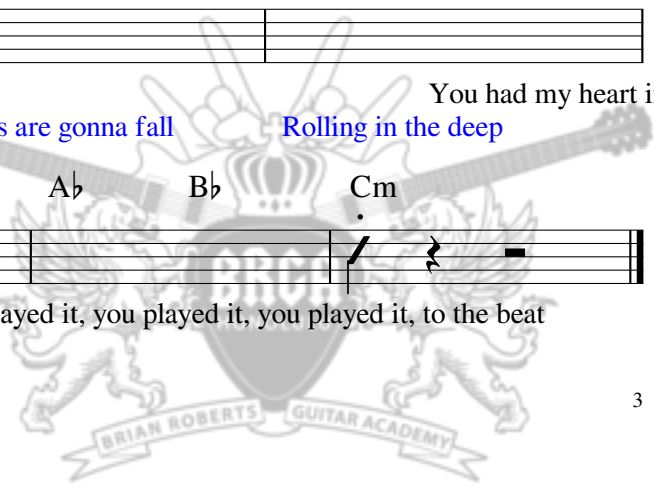 You had my heart i
s are gonna fall Rolling in the deep
A♭ B♭ Cm
ayed it, you played it, you played it, to the beat
BRGA
3
BRIAN ROBERTS GUITAR ACADEMY